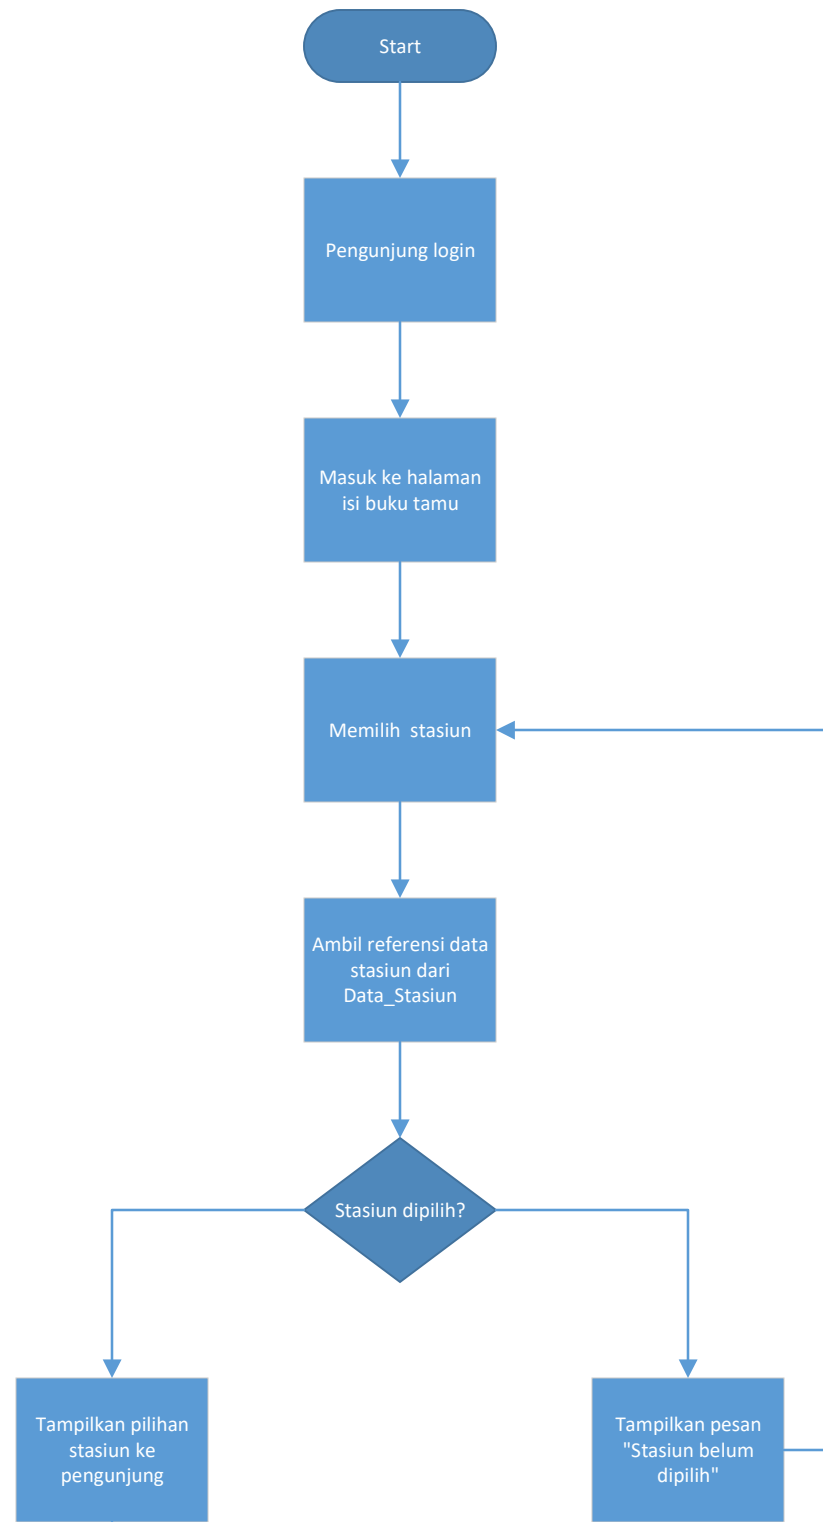 Start
Pengunjung login
Masuk ke halaman
isi buku tamu
Memilih  stasiun
Ambil referensi data
stasiun dari
Data_Stasiun
Stasiun dipilih?
Tampilkan pilihan
stasiun ke
pengunjung
Tampilkan pesan
"Stasiun belum
dipilih"